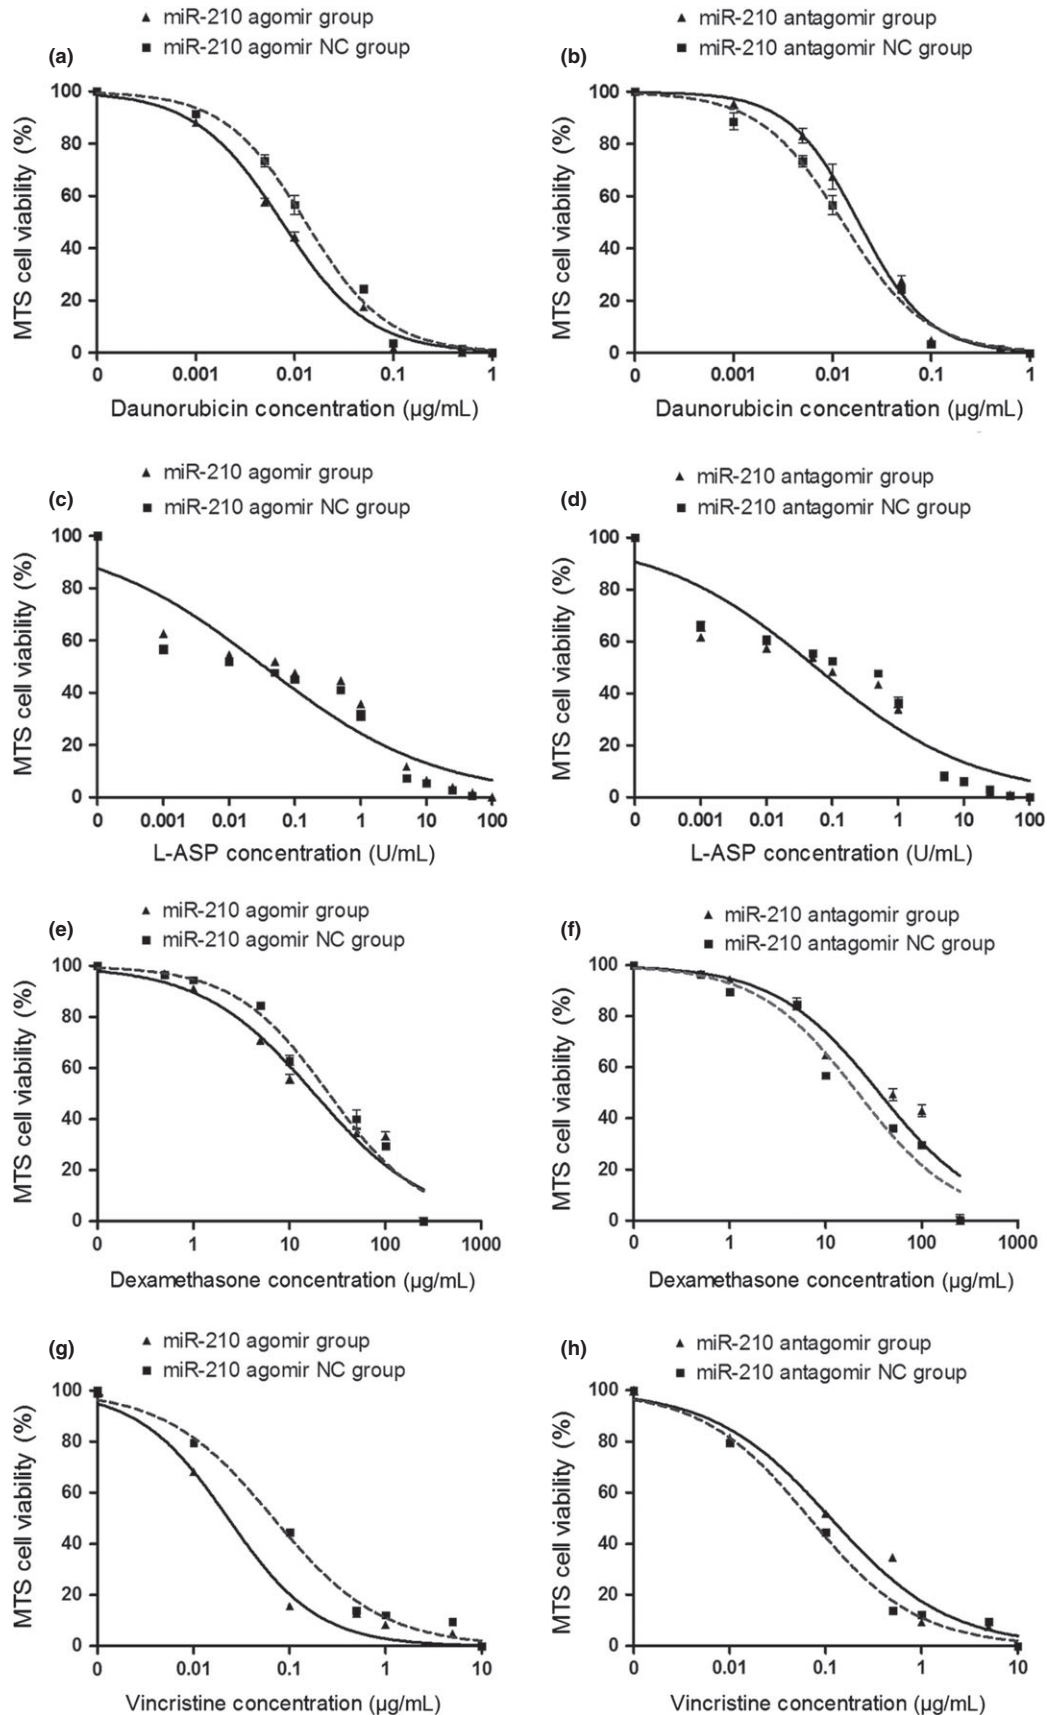 ▲ miR-210 agomir group
■ miR-210 agomir NC group
(a)
100
80
60
40
20
0
MTS cell viability (%)
0 0.001 0.01 0.1 1
Daunorubicin concentration (µg/mL)
▲ miR-210 antagomir group
■ miR-210 antagomir NC group
(b)
100
80
60
40
20
0
MTS cell viability (%)
0 0.001 0.01 0.1 1
Daunorubicin concentration (µg/mL)
▲ miR-210 agomir group
■ miR-210 agomir NC group
(c)
100
80
60
40
20
0
MTS cell viability (%)
0 0.001 0.01 0.1 1 10 100
L-ASP concentration (U/mL)
▲ miR-210 antagomir group
■ miR-210 antagomir NC group
(d)
100
80
60
40
20
0
MTS cell viability (%)
0 0.001 0.01 0.1 1 10 100
L-ASP concentration (U/mL)
▲ miR-210 agomir group
■ miR-210 agomir NC group
(e)
100
80
60
40
20
0
MTS cell viability (%)
0 1 10 100 1000
Dexamethasone concentration (µg/mL)
▲ miR-210 antagomir group
■ miR-210 antagomir NC group
(f)
100
80
60
40
20
0
MTS cell viability (%)
0 1 10 100 1000
Dexamethasone concentration (µg/mL)
▲ miR-210 agomir group
■ miR-210 agomir NC group
(g)
100
80
60
40
20
0
MTS cell viability (%)
0 0.01 0.1 1 10
Vincristine concentration (µg/mL)
▲ miR-210 antagomir group
■ miR-210 antagomir NC group
(h)
100
80
60
40
20
0
MTS cell viability (%)
0 0.01 0.1 1 10
Vincristine concentration (µg/mL)